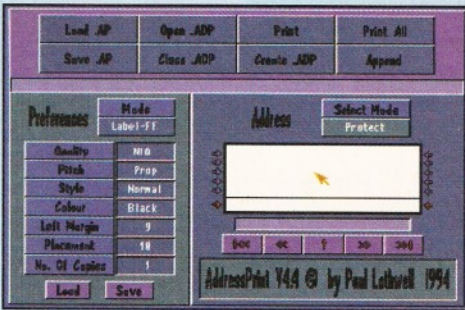 Load .AP Open .ADP Print Print All
Save .AP Close .ADP Create .ADP Append
Preferences Mode
Label-FF
Address Select Mode
Protect
Quality NLQ
Pitch Prop
Style Normal
Colour Black
Left Margin 9
Placement 10
No. Of Copies 1
Load Save
|<< << ? >> >>|
AddressPrint V4.4 © by Paul Lothwell 1994